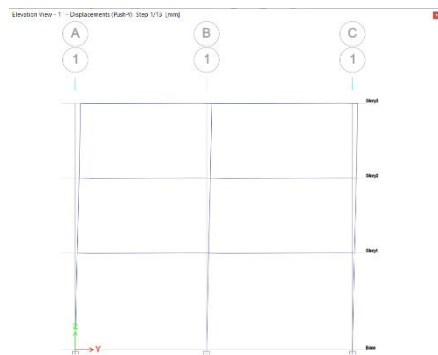 Elevation View - 1 - Displacements (Push-Y) Step 1/13 [mm]
A B C
1 1 1
Story3
Story2
Story1
Z
Base
Y